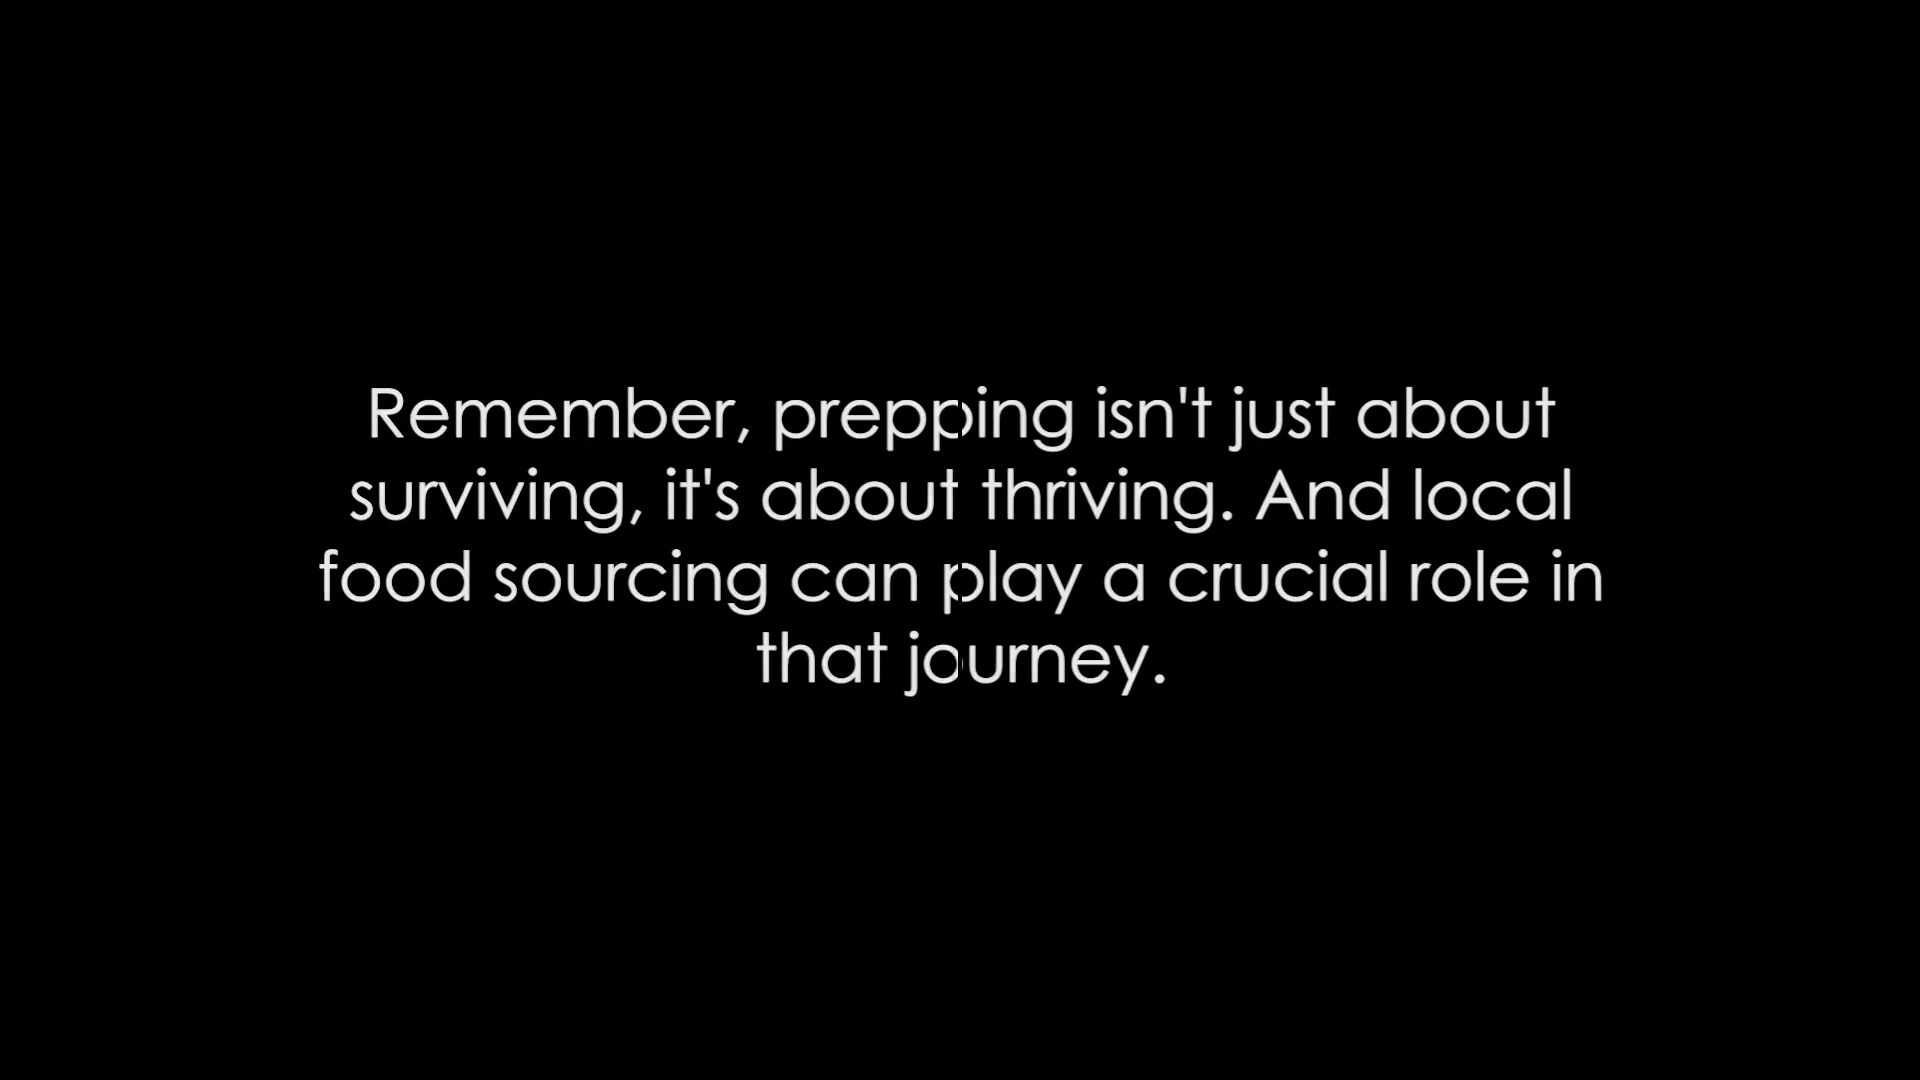 Remember, prepping isn't just about
surviving, it's about thriving. And local
food sourcing can play a crucial role in
that journey.